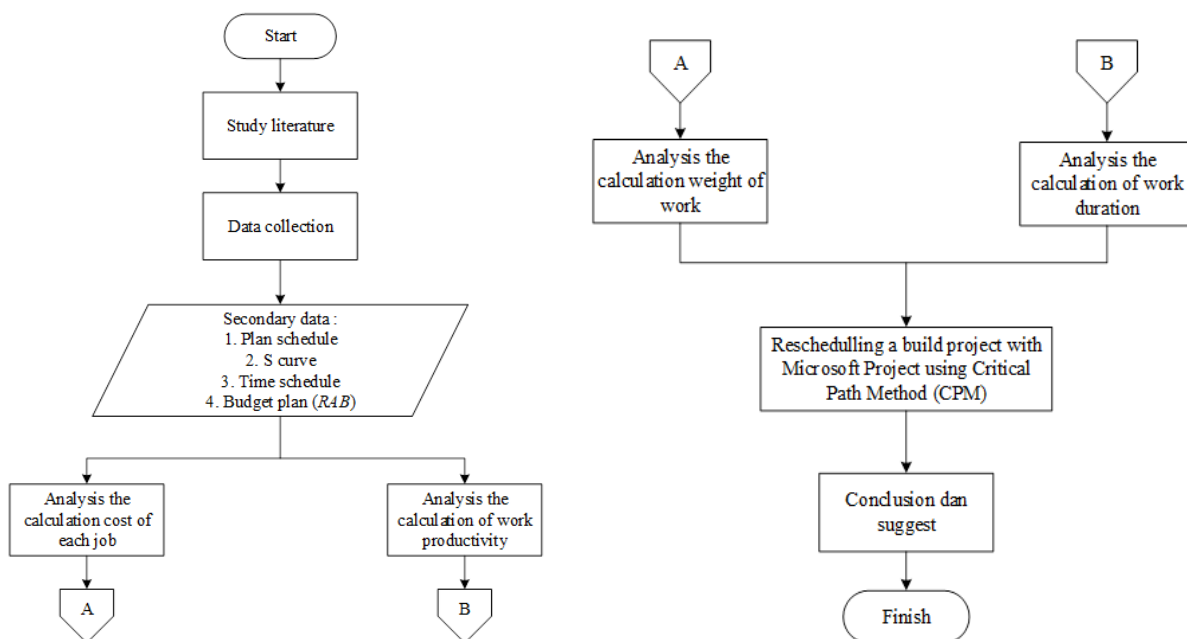 Start
Study literature
Data collection
Secondary data :
1. Plan schedule
2. S curve
3. Time schedule
4. Budget plan (RAB)
Analysis the
calculation cost of
each job
Analysis the
calculation of work
productivity
A
B
A
B
Analysis the
calculation weight of
work
Analysis the
calculation of work
duration
Reschedulling a build project with
Microsoft Project using Critical
Path Method (CPM)
Conclusion dan
suggest
Finish